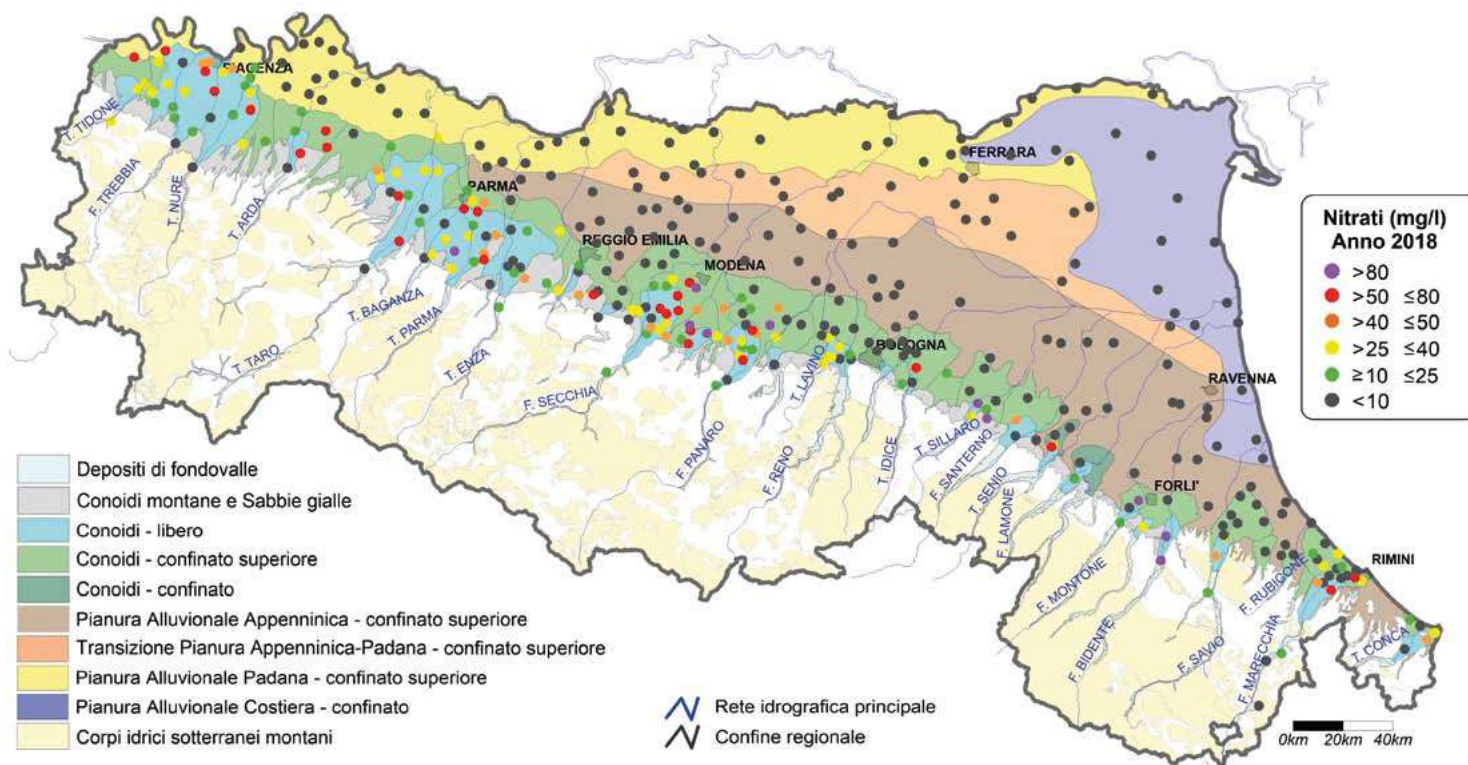 PIACENZA
T. TIDONE
F. TREBBIA
T. NURE
T. ARDA
PARMA
REGGIO EMILIA
MODENA
FERRARA
BOLOGNA
RAVENNA
FORLI'
RIMINI
T. TARO
T. BAGANZA
T. PARMA
T. ENZA
F. SECCHIA
F. PANARO
F. RENO
T. LAVINO
T. IDICE
T. SILLARO
F. SANTERNO
T. SENIO
F. LAMONE
F. MONTONE
F. BIDENTE
F. SAVIO
F. RUBICONE
F. MARECCHIA
T. CONCA
Nitrati (mg/l)
Anno 2018
>80
>50 ≤80
>40 ≤50
>25 ≤40
≥10 ≤25
<10
Depositi di fondovalle
Conoidi montane e Sabbie gialle
Conoidi - libero
Conoidi - confinato superiore
Conoidi - confinato
Pianura Alluvionale Appenninica - confinato superiore
Transizione Pianura Appenninica-Padana - confinato superiore
Pianura Alluvionale Padana - confinato superiore
Pianura Alluvionale Costiera - confinato
Corpi idrici sotterranei montani
Rete idrografica principale
Confine regionale
0km 20km 40km